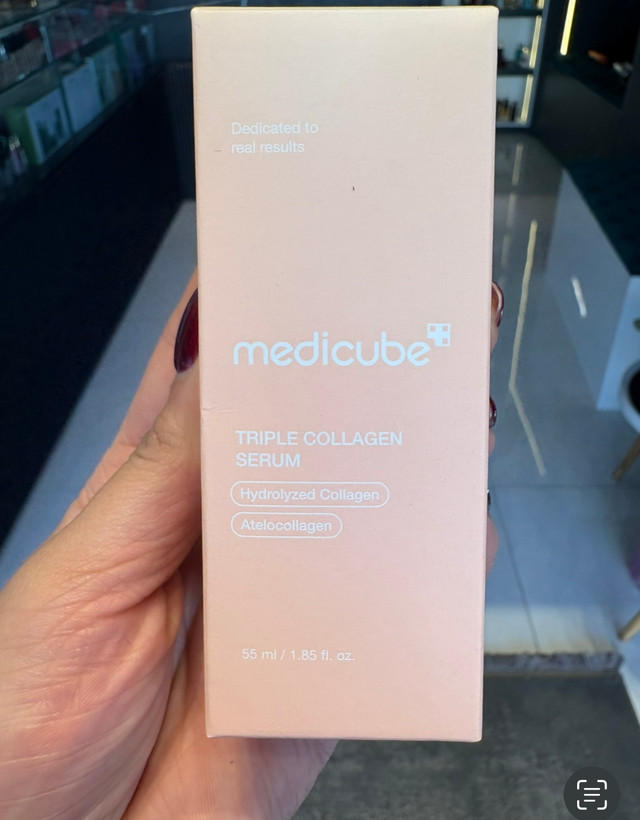 Dedicated to
real results
medicube
TRIPLE COLLAGEN
SERUM
Hydrolyzed Collagen
Atelocollagen
55 ml / 1.85 fl. oz.